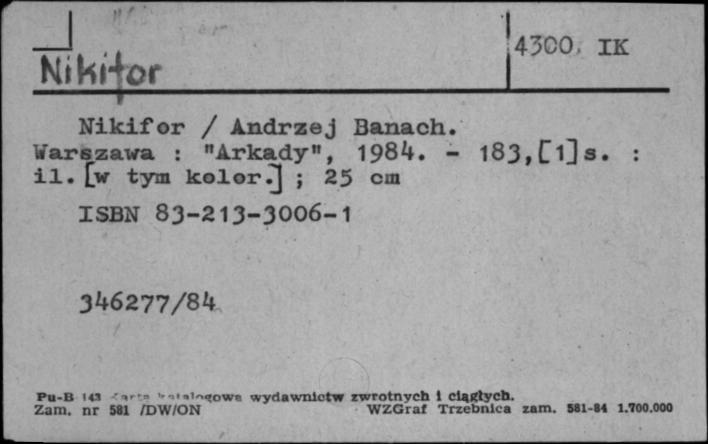 4300. IK
Nikifor
Nikifor / Andrzej Banach.
Warszawa : "Arkady", 1984. - 183,[1]s. :
il. [w tym kolor.] ; 25 cm
ISBN 83-213-3006-1
346277/84
Pu-B 143 Karta katalogowa wydawnictw zwrotnych i ciągłych.
Zam. nr 581 /DW/ON WZGraf Trzebnica zam. 581-84 1.700.000